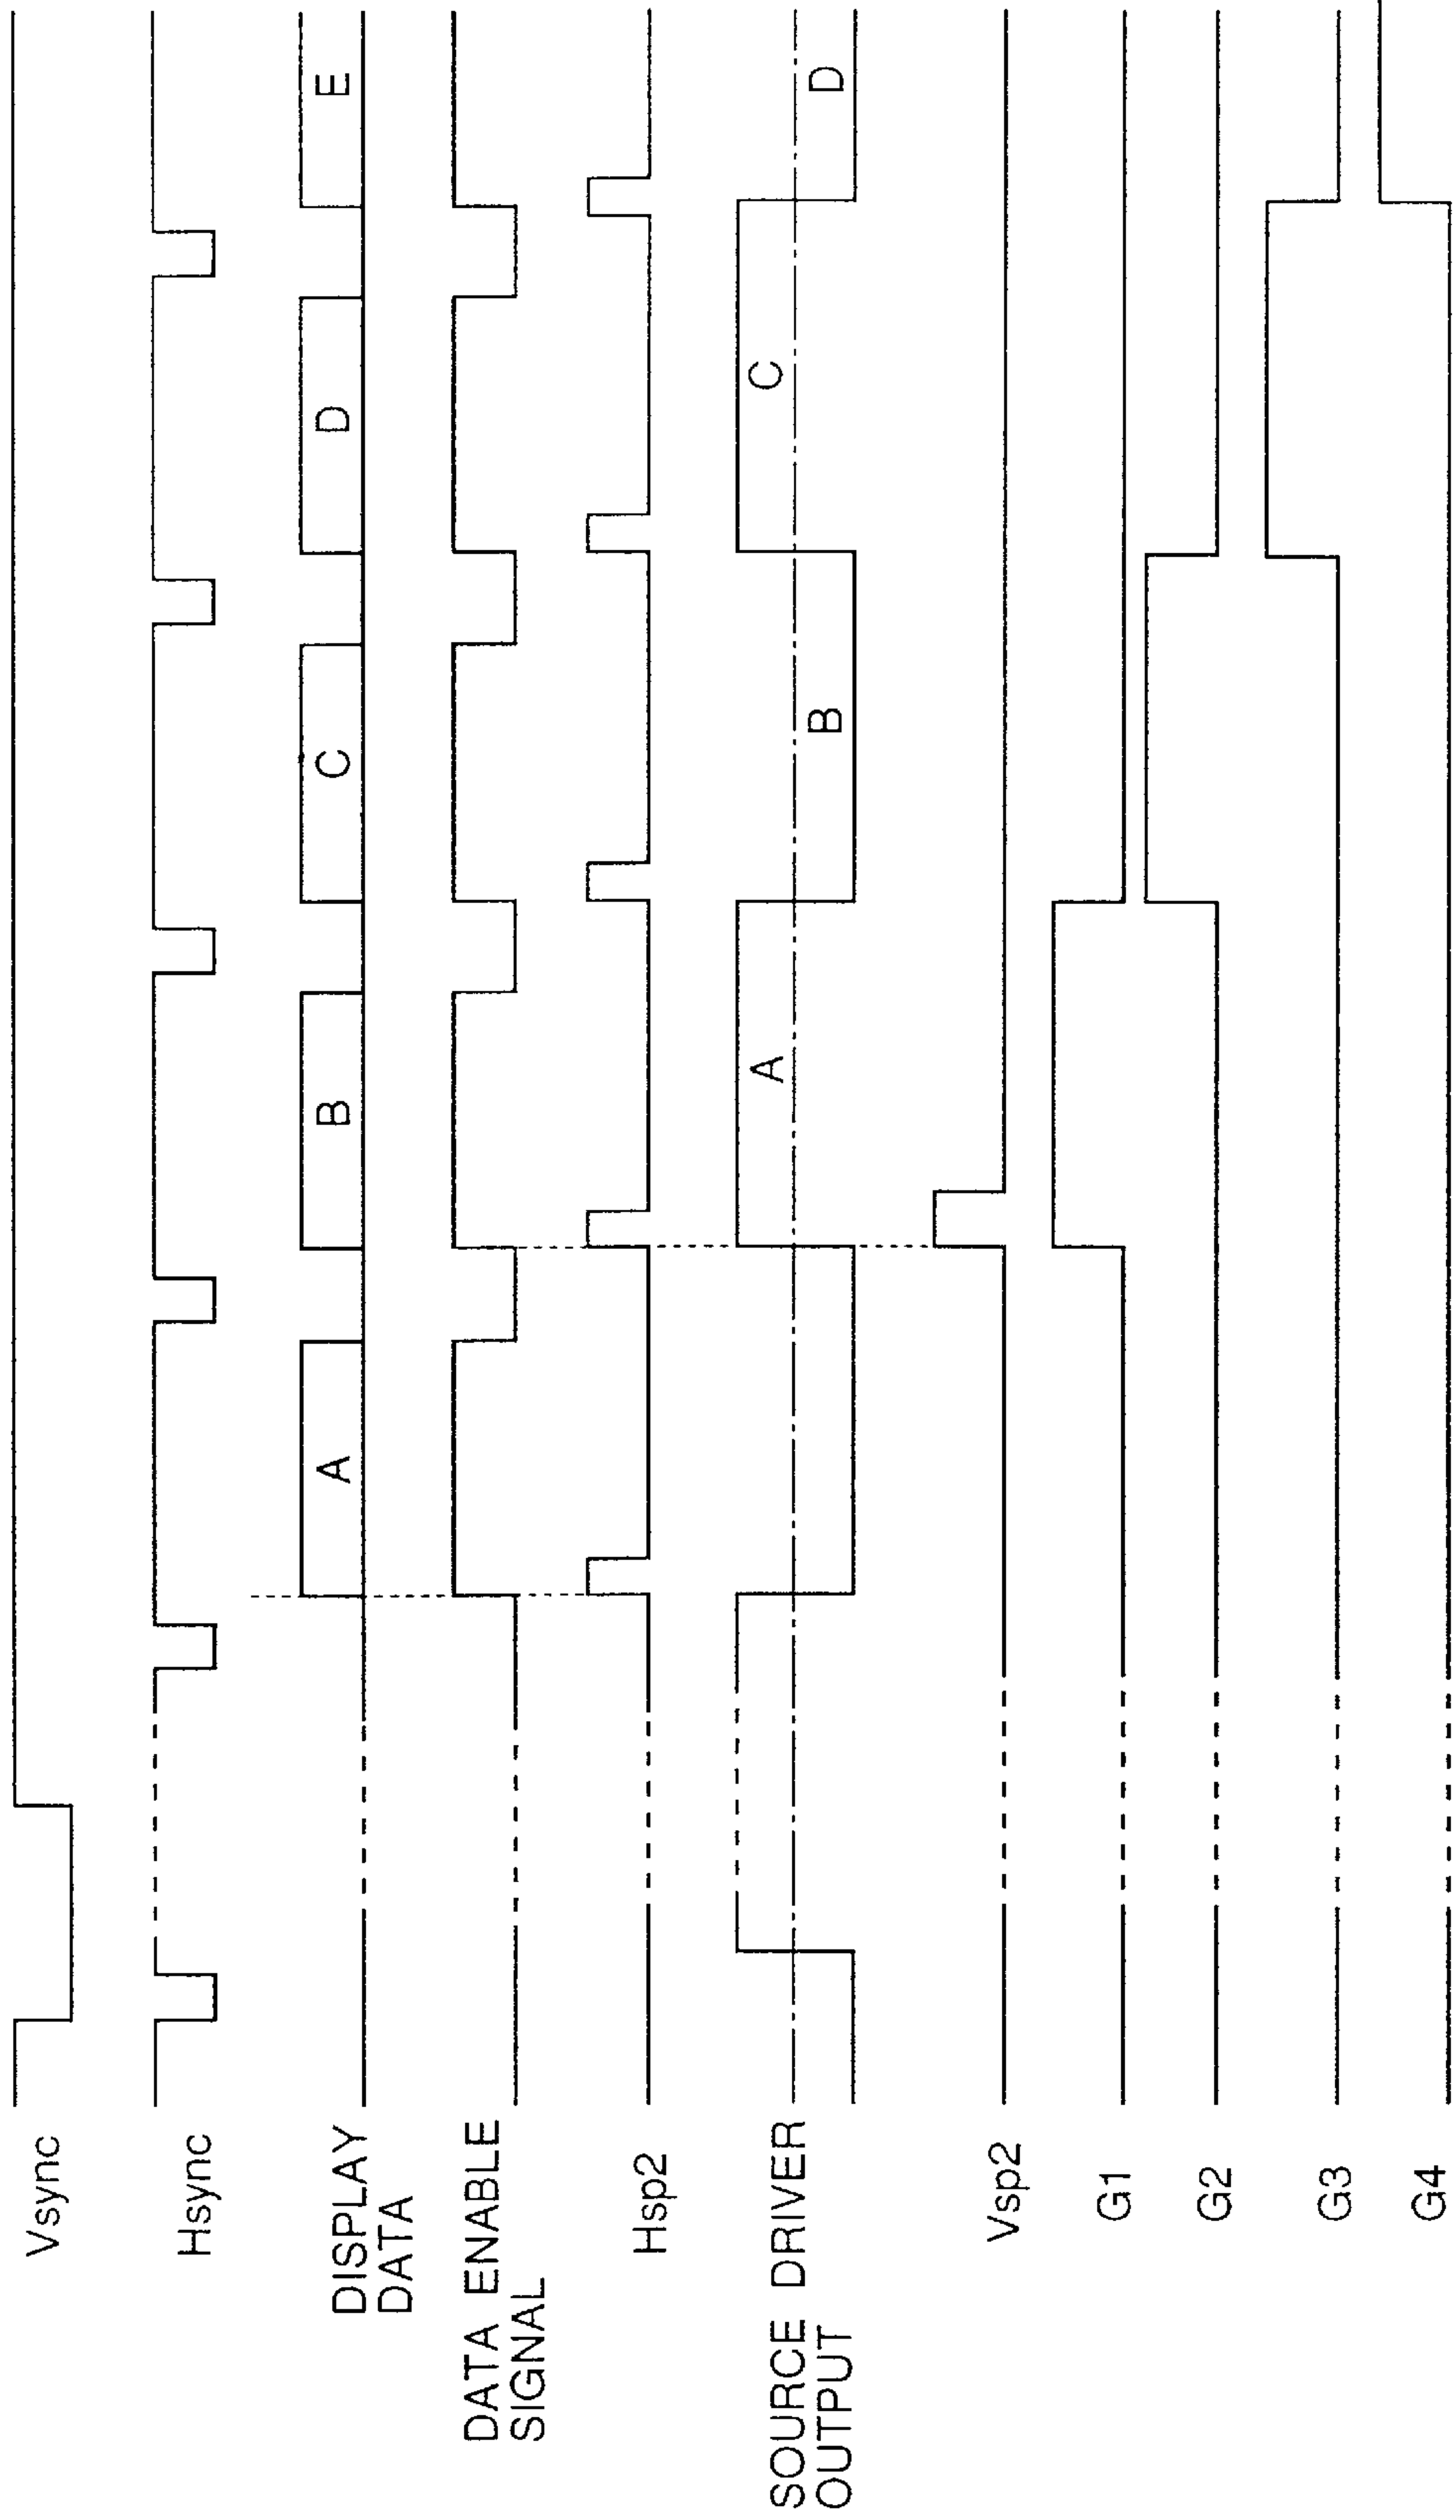 Vsync
Hsync
DISPLAY
DATA
A B C D E
DATA ENABLE
SIGNAL
Hsp2
SOURCE DRIVER
OUTPUT
A B C D
Vsp2
G1
G2
G3
G4